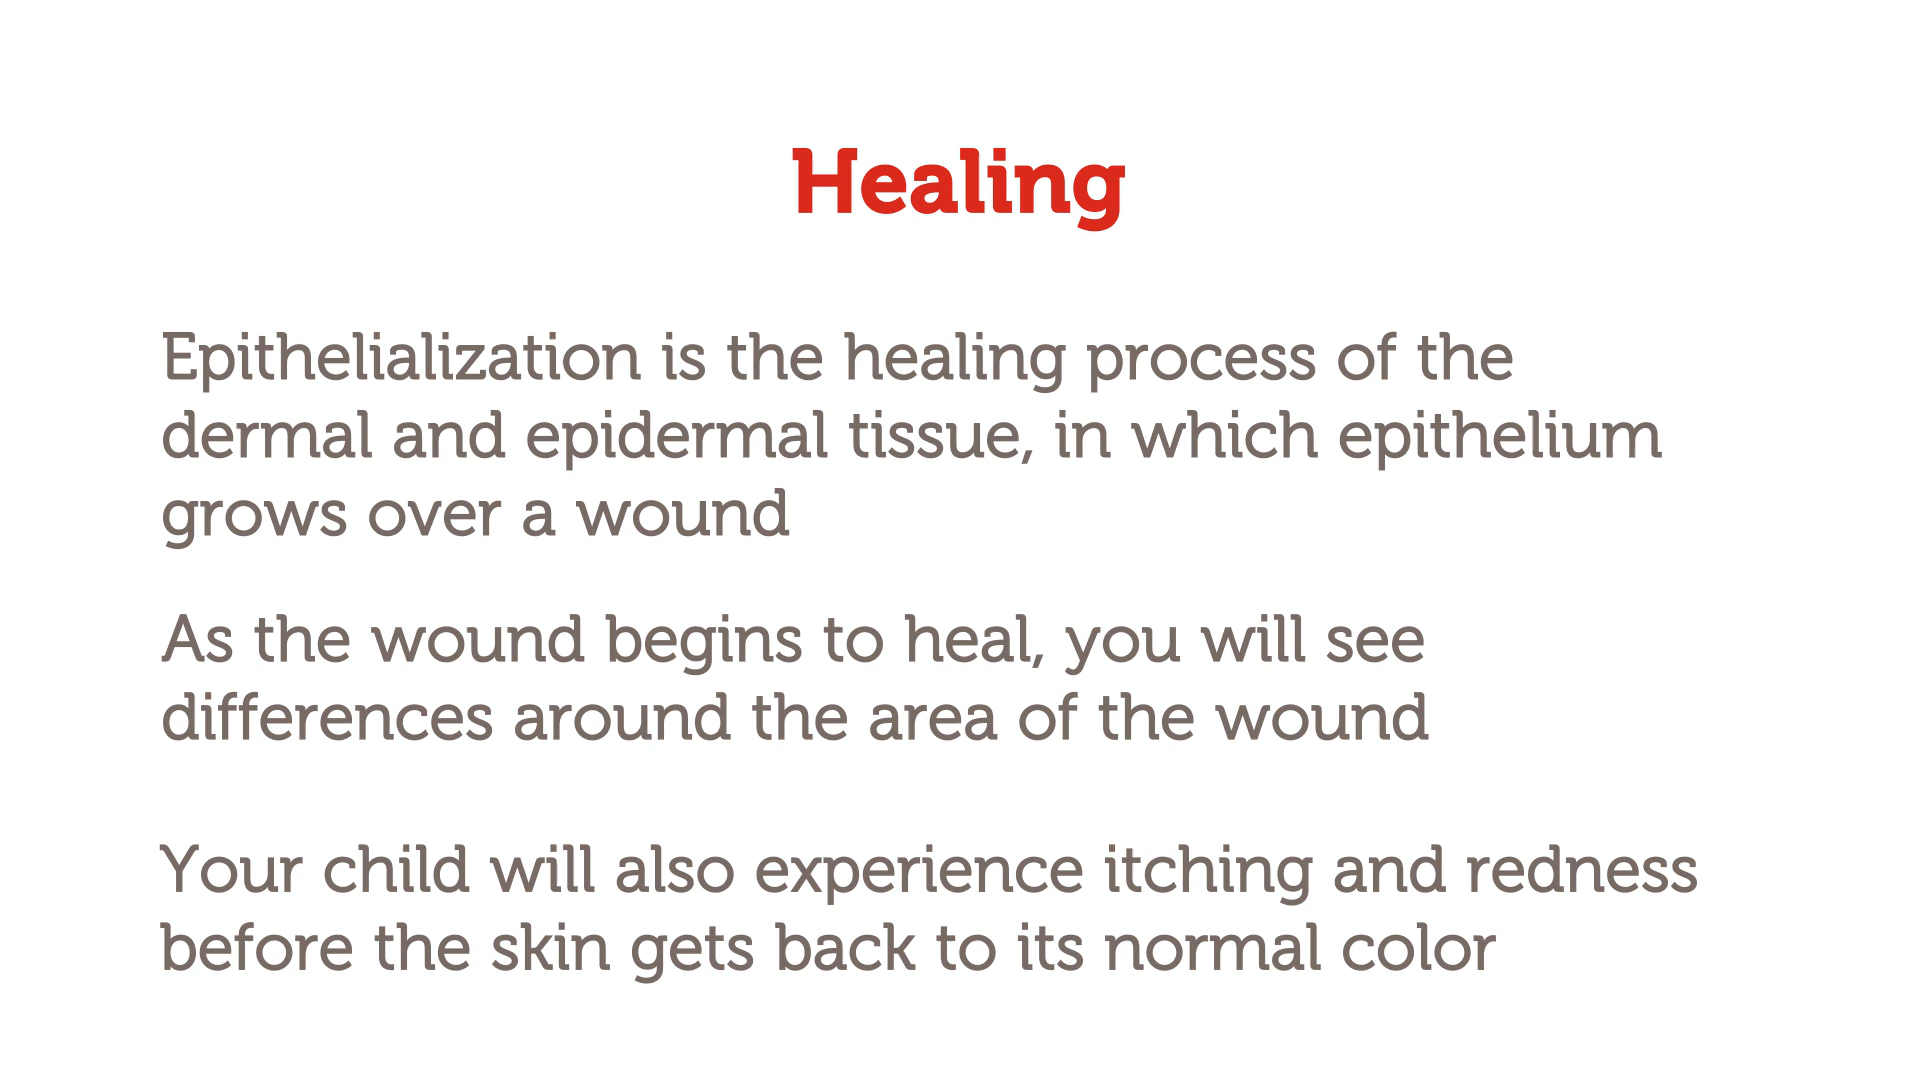 Healing
Epithelialization is the healing process of the
dermal and epidermal tissue, in which epithelium
grows over a wound
As the wound begins to heal, you will see
differences around the area of the wound
Your child will also experience itching and redness
before the skin gets back to its normal color